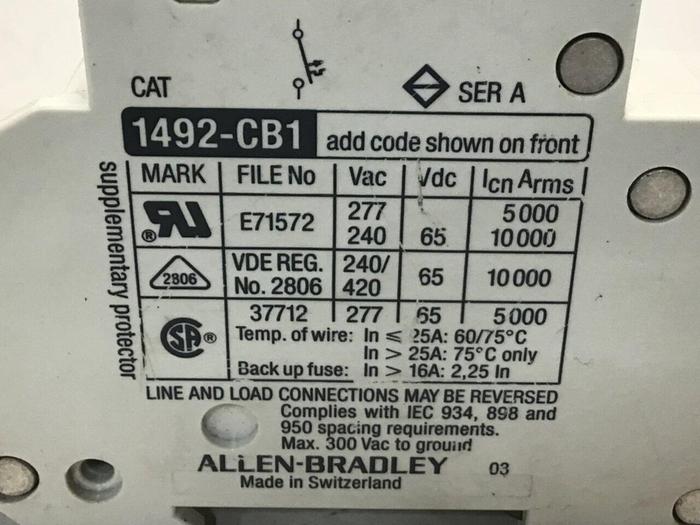 CAT
SER A
1492-CB1 add code shown on front
supplementary protector
MARK FILE No Vac Vdc Icn Arms
RU® E71572 277 5000
240 65 10000
2806 VDE REG. 240/ 65 10000
No. 2806 420
SA® 37712 277 65 5000
Temp. of wire: In ≤ 25A: 60/75°C
In > 25A: 75°C only
Back up fuse: In > 16A: 2,25 In
LINE AND LOAD CONNECTIONS MAY BE REVERSED
Complies with IEC 934, 898 and
950 spacing requirements.
Max. 300 Vac to ground
ALLEN-BRADLEY 03
Made in Switzerland